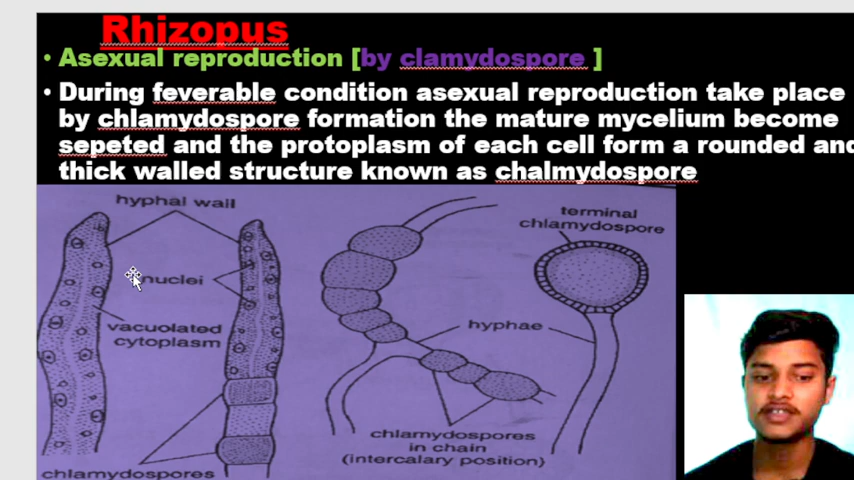 Rhizopus
• Asexual reproduction [by clamydospore ]
• During feverable condition asexual reproduction take place
by chlamydospore formation the mature mycelium become
sepeted and the protoplasm of each cell form a rounded and
thick walled structure known as chalmydospore
hyphal wall
terminal
chlamydospore
nuclei
hyphae
vacuolated
cytoplasm
chlamydospores
in chain
(intercalary position)
chlamydospores